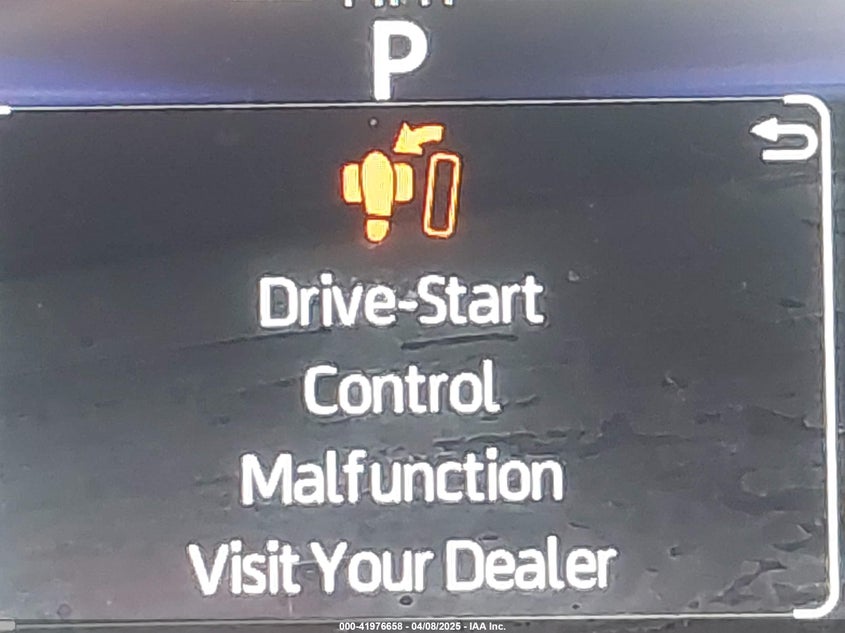 P
Drive-Start
Control
Malfunction
Visit Your Dealer
000-41976658 - 04/08/2025 - IAA Inc.